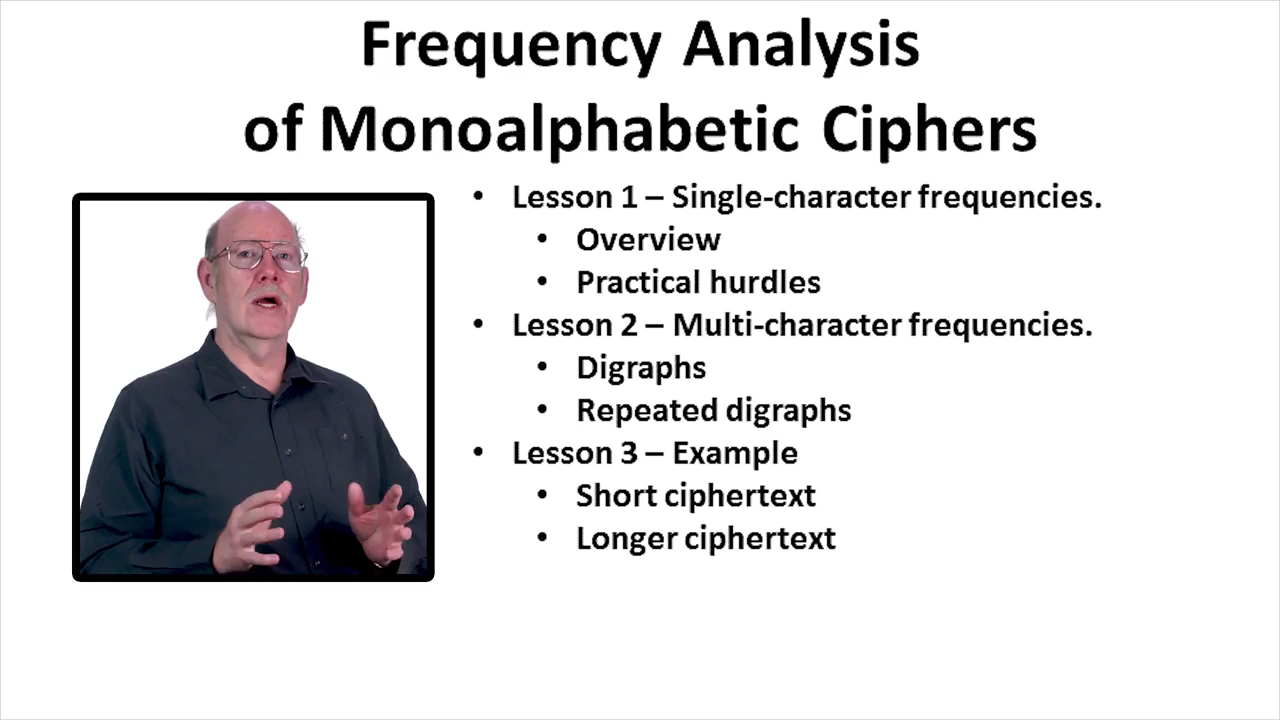 Frequency Analysis
of Monoalphabetic Ciphers
• Lesson 1 – Single-character frequencies.
• Overview
• Practical hurdles
• Lesson 2 – Multi-character frequencies.
• Digraphs
• Repeated digraphs
• Lesson 3 – Example
• Short ciphertext
• Longer ciphertext